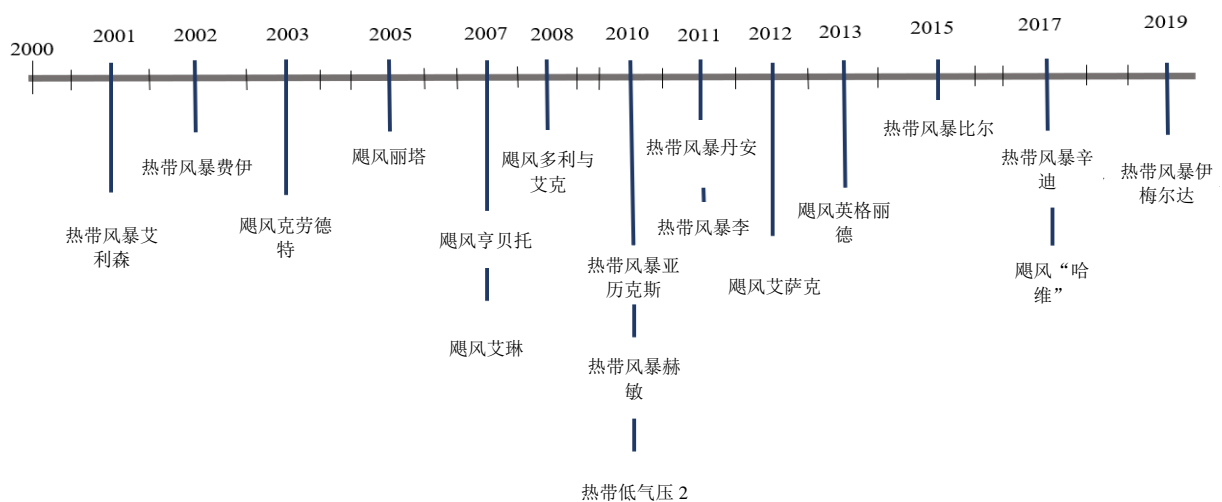 2000
2001
2002
2003
2005
2007
2008
2010
2011
2012
2013
2015
2017
2019
热带风暴艾
利森
热带风暴费伊
飓风克劳德
特
飓风丽塔
飓风亨贝托
飓风艾琳
飓风多利与
艾克
热带风暴亚
历克斯
热带风暴赫
敏
热带低气压 2
热带风暴丹安
热带风暴李
飓风艾萨克
飓风英格丽
德
热带风暴比尔
热带风暴辛
迪
飓风“哈
维”
热带风暴伊
梅尔达